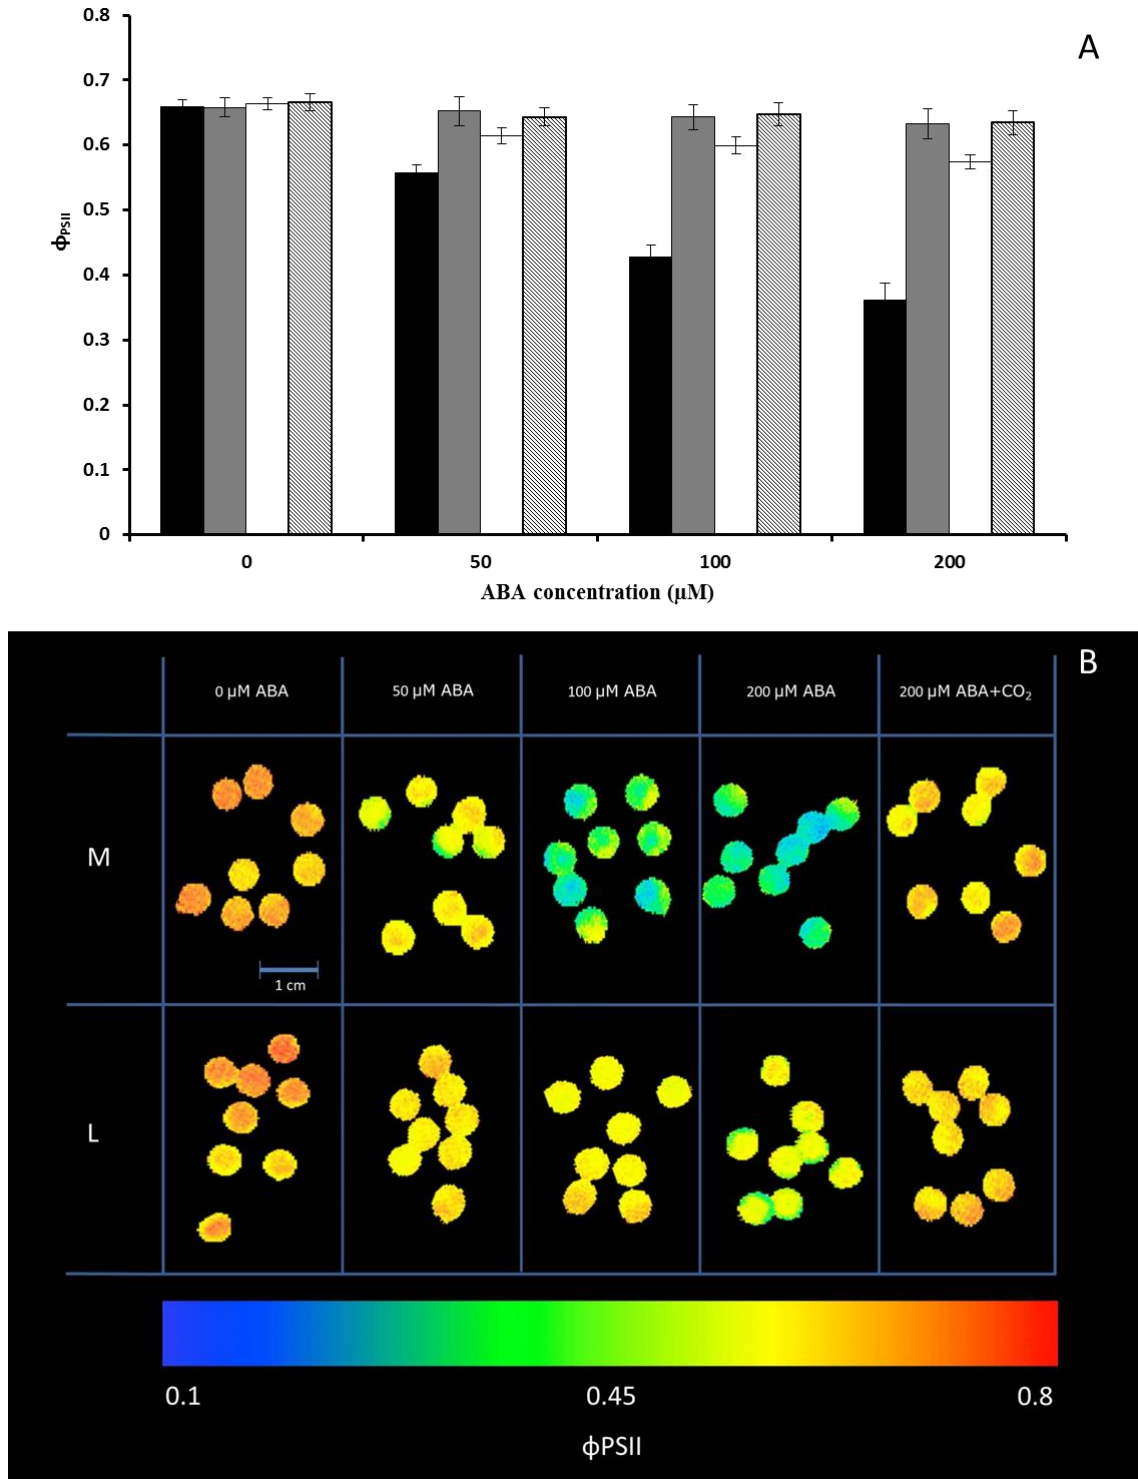 A
0.8
0.7
0.6
0.5
0.4
0.3
0.2
0.1
0
ϕPSII
0 50 100 200
ABA concentration (µM)
B
0 µM ABA 50 µM ABA 100 µM ABA 200 µM ABA 200 µM ABA+CO₂
M
1 cm
L
0.1 0.45 0.8
ϕPSII